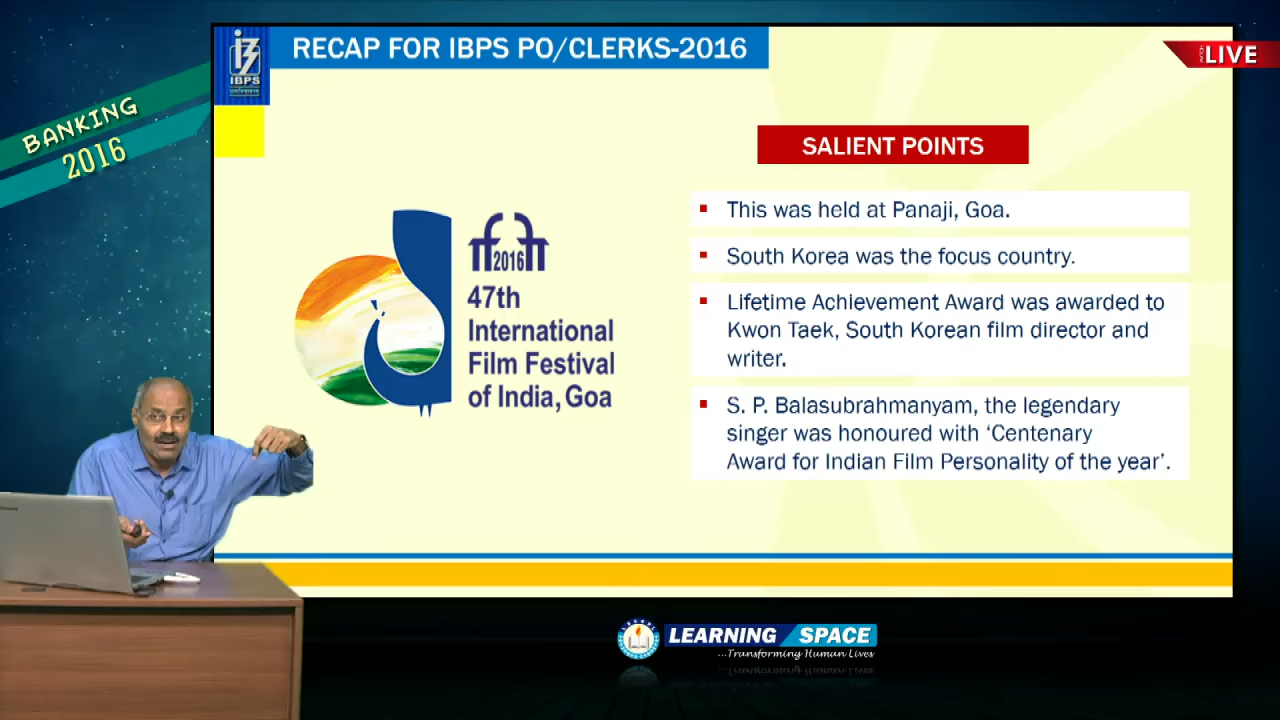 RECAP FOR IBPS PO/CLERKS-2016
IBPS
LIVE
BANKING
2016
SALIENT POINTS
This was held at Panaji, Goa.
South Korea was the focus country.
Lifetime Achievement Award was awarded to
Kwon Taek, South Korean film director and
writer.
S. P. Balasubrahmanyam, the legendary
singer was honoured with ‘Centenary
Award for Indian Film Personality of the year’.
2016
47th
International
Film Festival
of India, Goa
LEARNING SPACE
...Transforming Human Lives